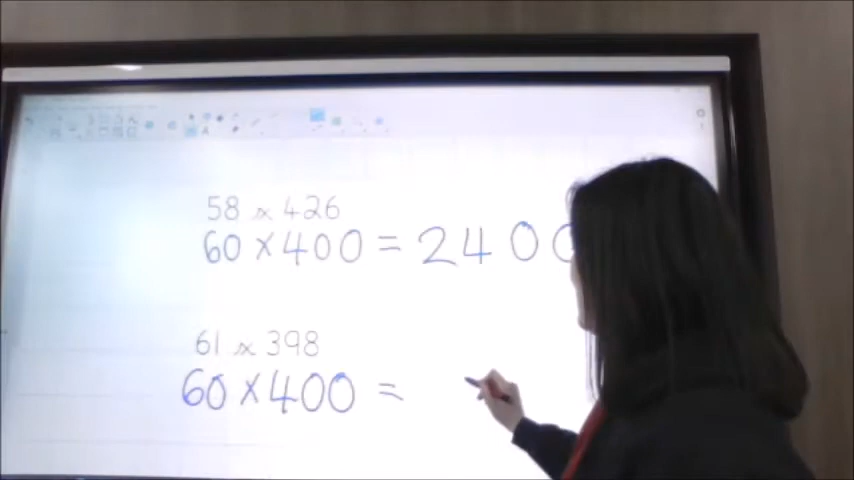 58 x 426
60 x 400 = 2400
61 x 398
60 x 400 =